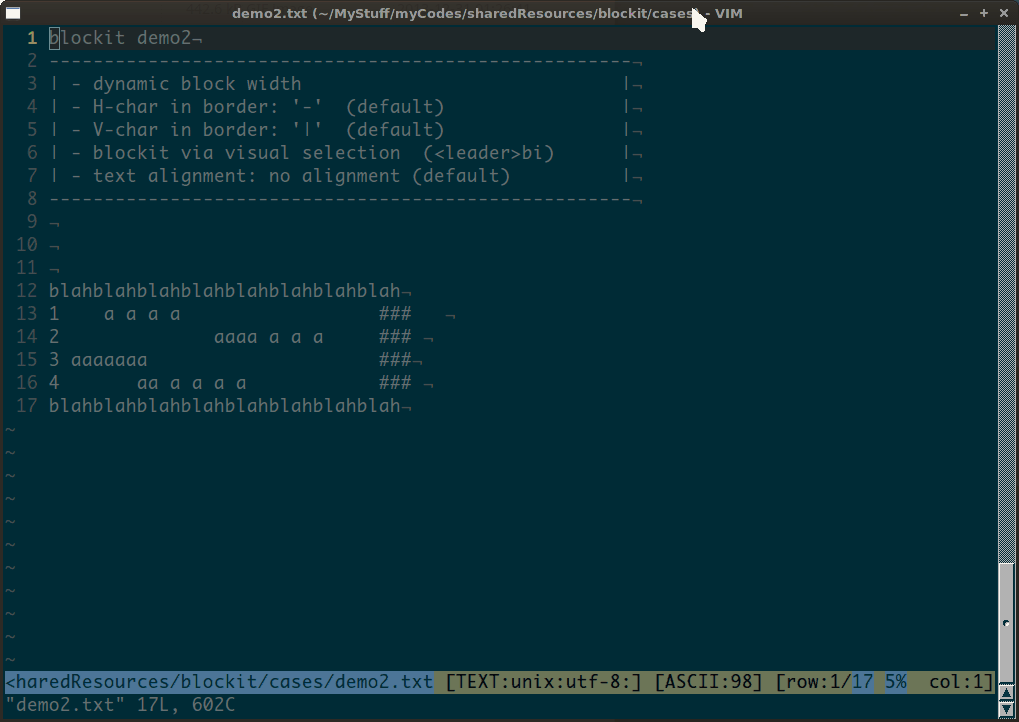 demo2.txt (~/MyStuff/myCodes/sharedResources/blockit/cases) - VIM
1 blockit demo2¬
2 -----------------------------------------------------¬
3 | - dynamic block width                             |¬
4 | - H-char in border: '-'  (default)                |¬
5 | - V-char in border: '|'  (default)                |¬
6 | - blockit via visual selection  (<leader>bi)      |¬
7 | - text alignment: no alignment (default)          |¬
8 -----------------------------------------------------¬
9 ¬
10 ¬
11 ¬
12 blahblahblahblahblahblahblahblah¬
13 1    a a a a                  ###   ¬
14 2              aaaa a a a     ### ¬
15 3 aaaaaaa                     ###¬
16 4       aa a a a a            ### ¬
17 blahblahblahblahblahblahblahblah¬
~
~
~
~
~
~
~
~
~
~
~
<haredResources/blockit/cases/demo2.txt [TEXT:unix:utf-8:] [ASCII:98] [row:1/17 5%  col:1]
"demo2.txt" 17L, 602C